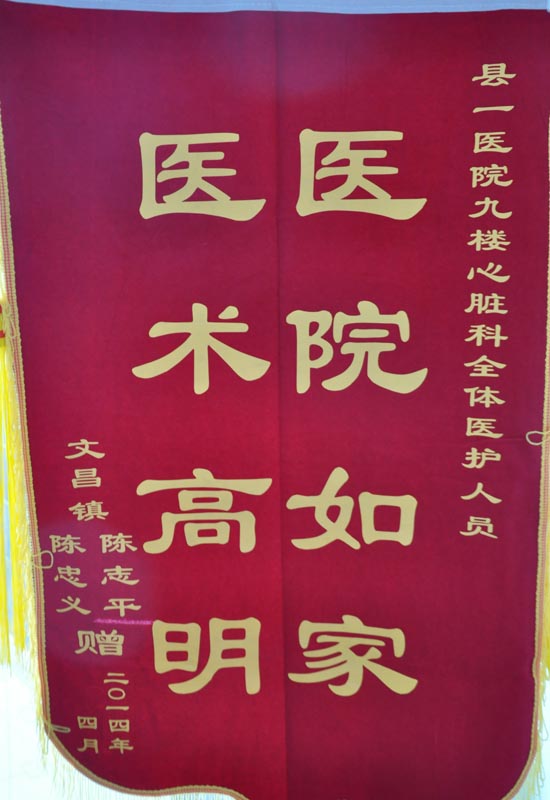 县一医院九楼心脏科全体医护人员
医院如家
医术高明
文昌镇
陈志平
陈忠义
赠
二〇一四年
四月